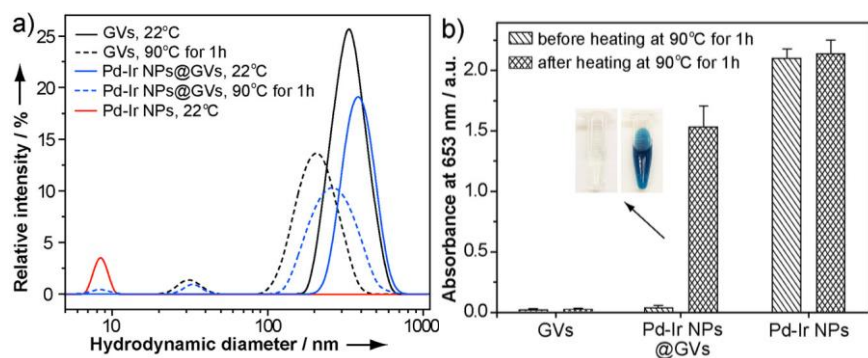 a)
25
20
15
10
5
0
Relative intensity / %
GVs, 22°C
GVs, 90°C for 1h
Pd-Ir NPs@GVs, 22°C
Pd-Ir NPs@GVs, 90°C for 1h
Pd-Ir NPs, 22°C
10
100
1000
Hydrodynamic diameter / nm
b)
2.0
1.5
1.0
0.5
0.0
Absorbance at 653 nm / a.u.
before heating at 90°C for 1h
after heating at 90°C for 1h
GVs
Pd-Ir NPs
@GVs
Pd-Ir NPs